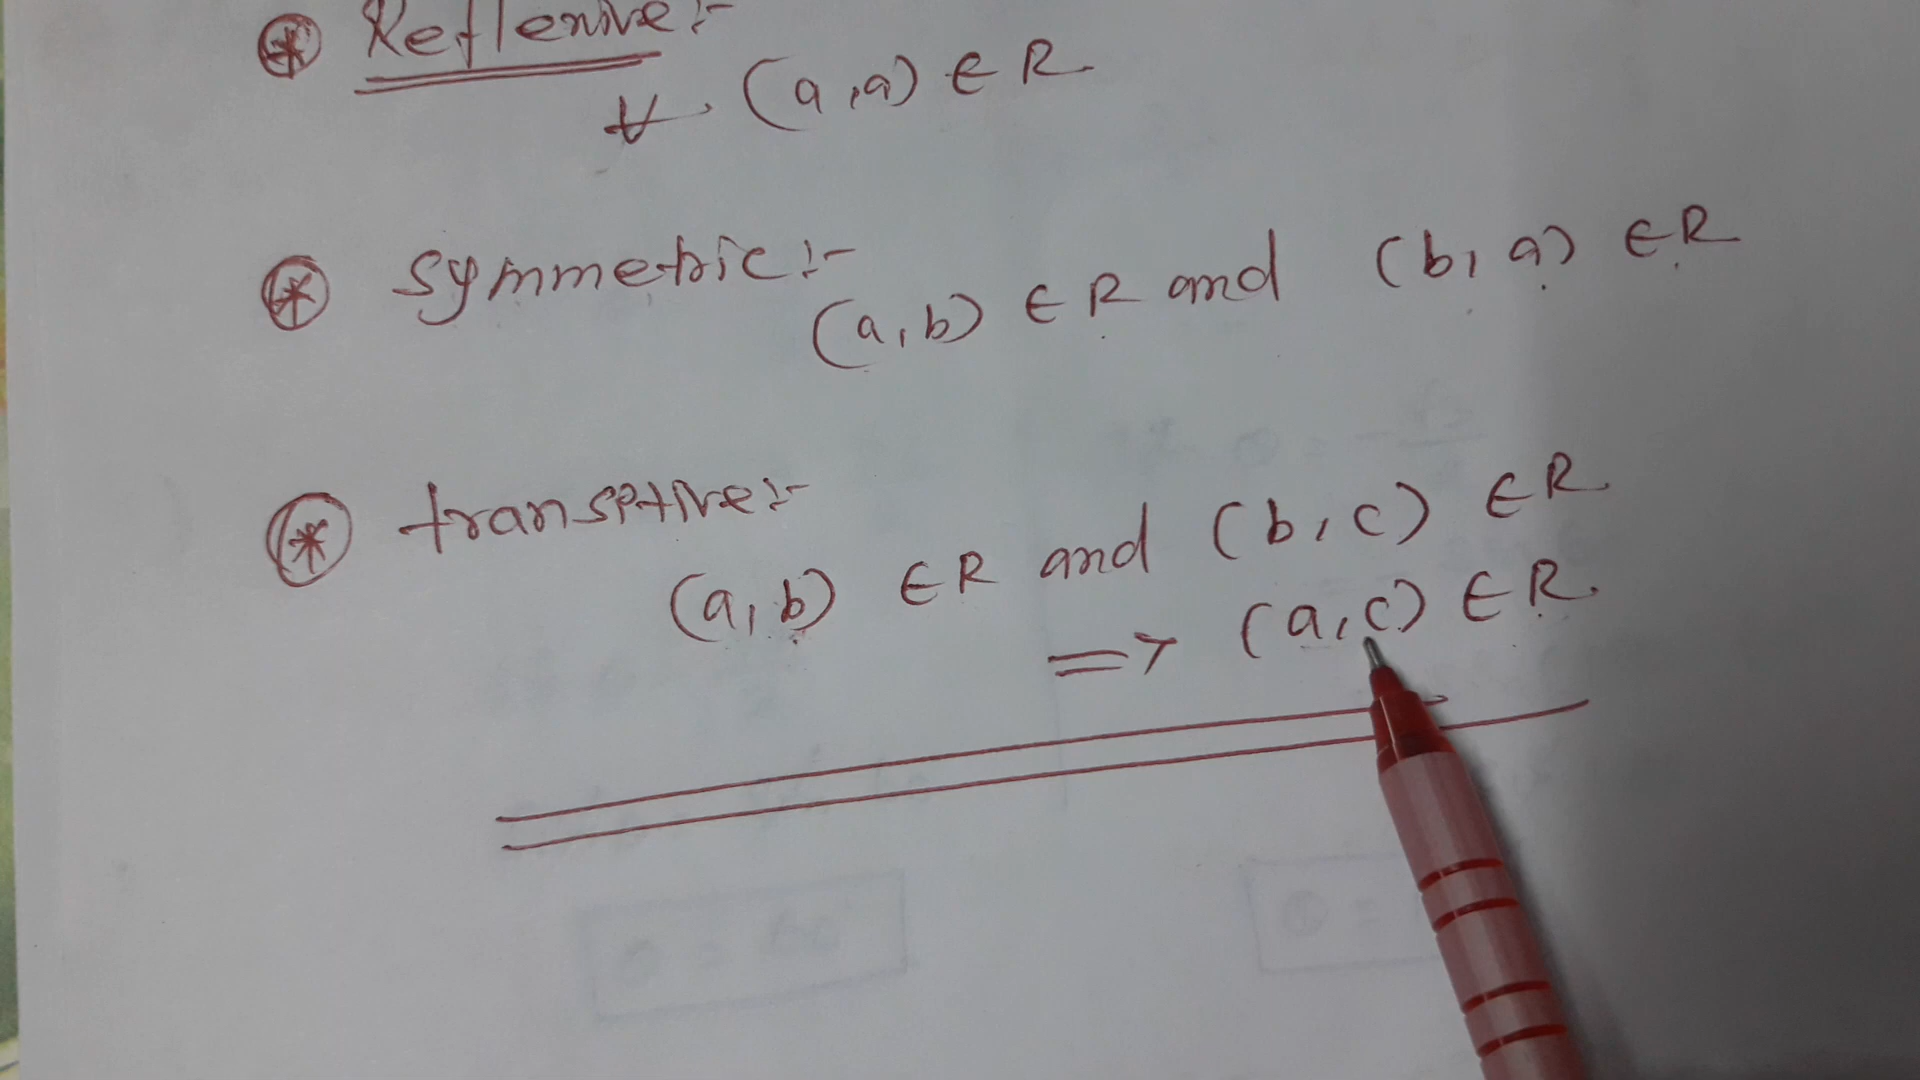 ⊛ Reflexive:-
∀ (a,a) ∈ R
⊛ Symmetric:-
(a,b) ∈ R and (b,a) ∈ R
⊛ transitive:-
(a,b) ∈ R and (b,c) ∈ R
=> (a,c) ∈ R.